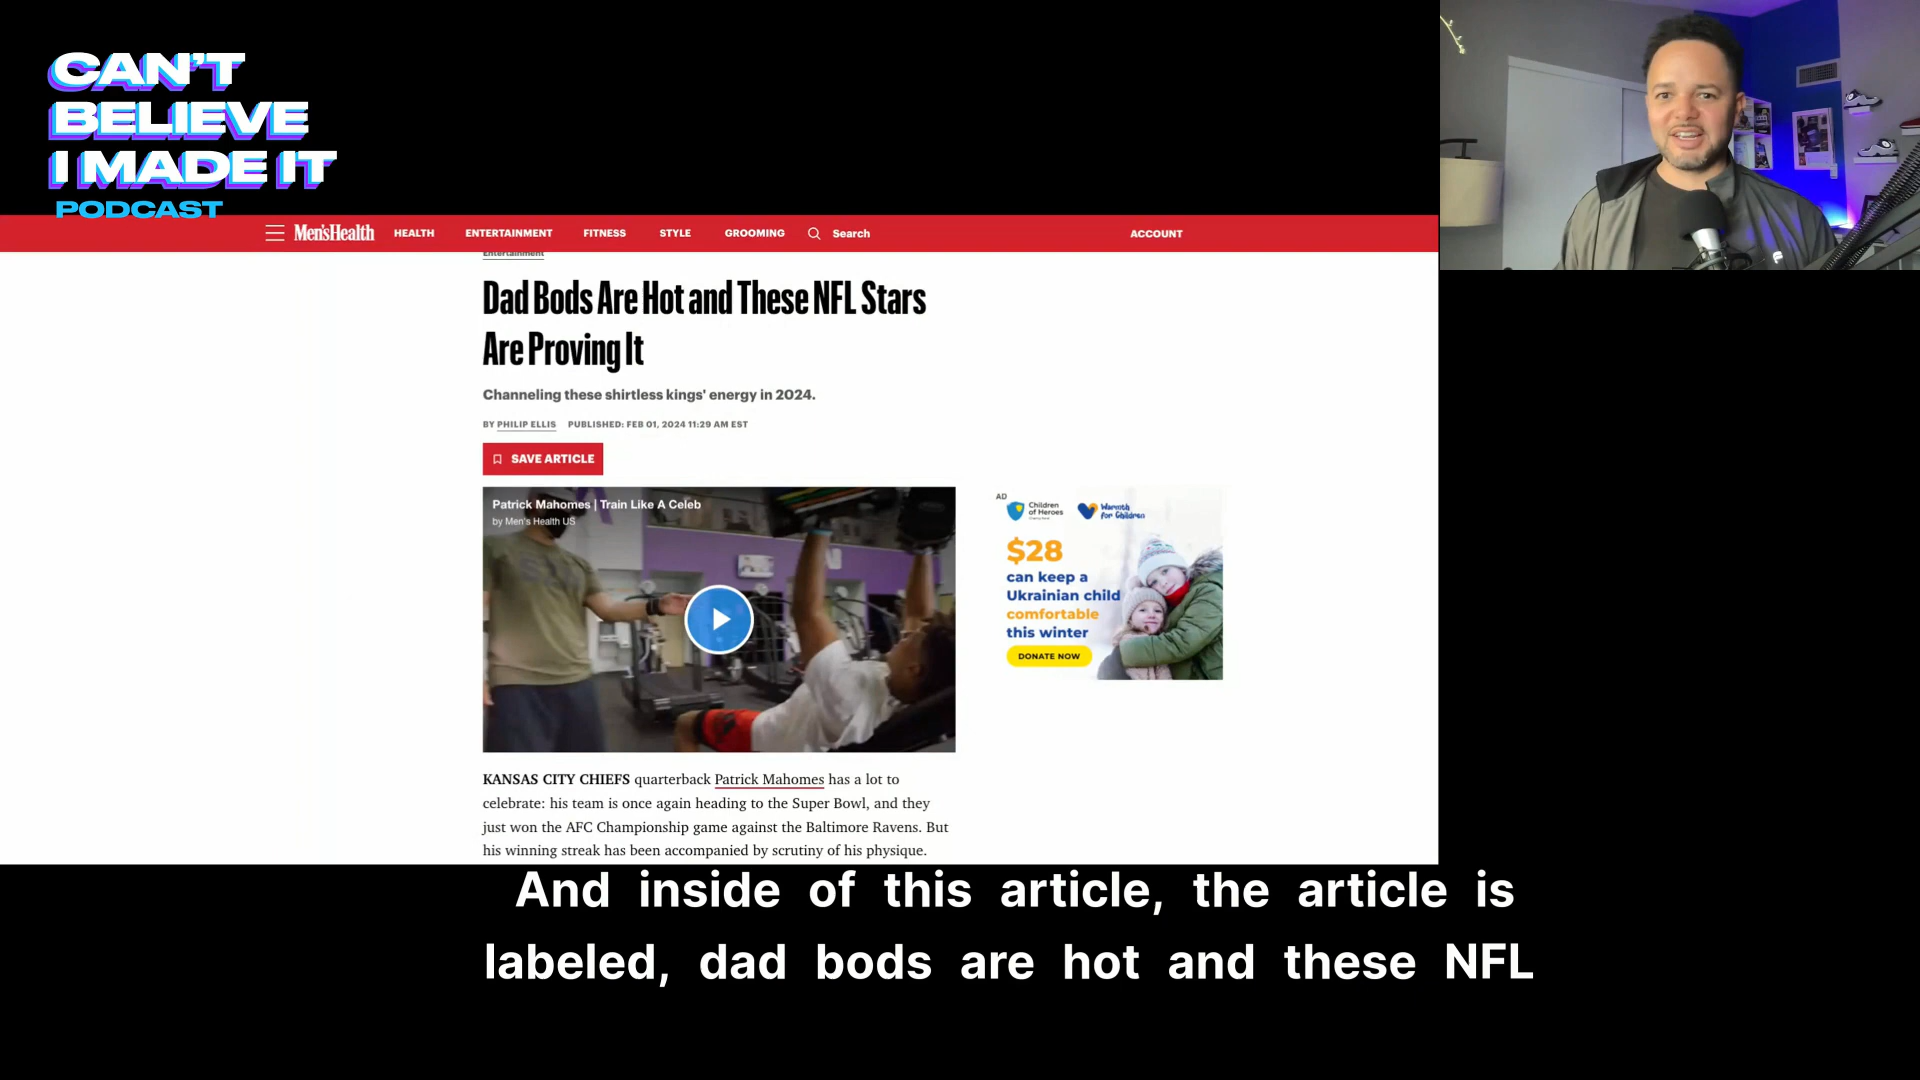 CAN'T
BELIEVE
I MADE IT
PODCAST
Men'sHealth HEALTH ENTERTAINMENT FITNESS STYLE GROOMING Search ACCOUNT
Entertainment
Dad Bods Are Hot and These NFL Stars
Are Proving It
Channeling these shirtless kings' energy in 2024.
BY PHILIP ELLIS PUBLISHED: FEB 01, 2024 11:29 AM EST
SAVE ARTICLE
Patrick Mahomes | Train Like A Celeb
by Men's Health US
AD
Children
of Heroes
Warmth
for Children
$28
can keep a
Ukrainian child
comfortable
this winter
DONATE NOW
KANSAS CITY CHIEFS quarterback Patrick Mahomes has a lot to
celebrate: his team is once again heading to the Super Bowl, and they
just won the AFC Championship game against the Baltimore Ravens. But
his winning streak has been accompanied by scrutiny of his physique.
And inside of this article, the article is
labeled, dad bods are hot and these NFL